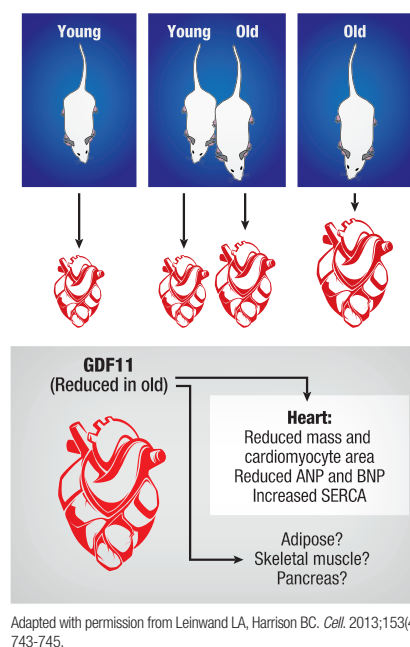 Young
Young Old
Old
GDF11
(Reduced in old)
Heart:
Reduced mass and
cardiomyocyte area
Reduced ANP and BNP
Increased SERCA
Adipose?
Skeletal muscle?
Pancreas?
Adapted with permission from Leinwand LA, Harrison BC. Cell. 2013;153(4
743-745.